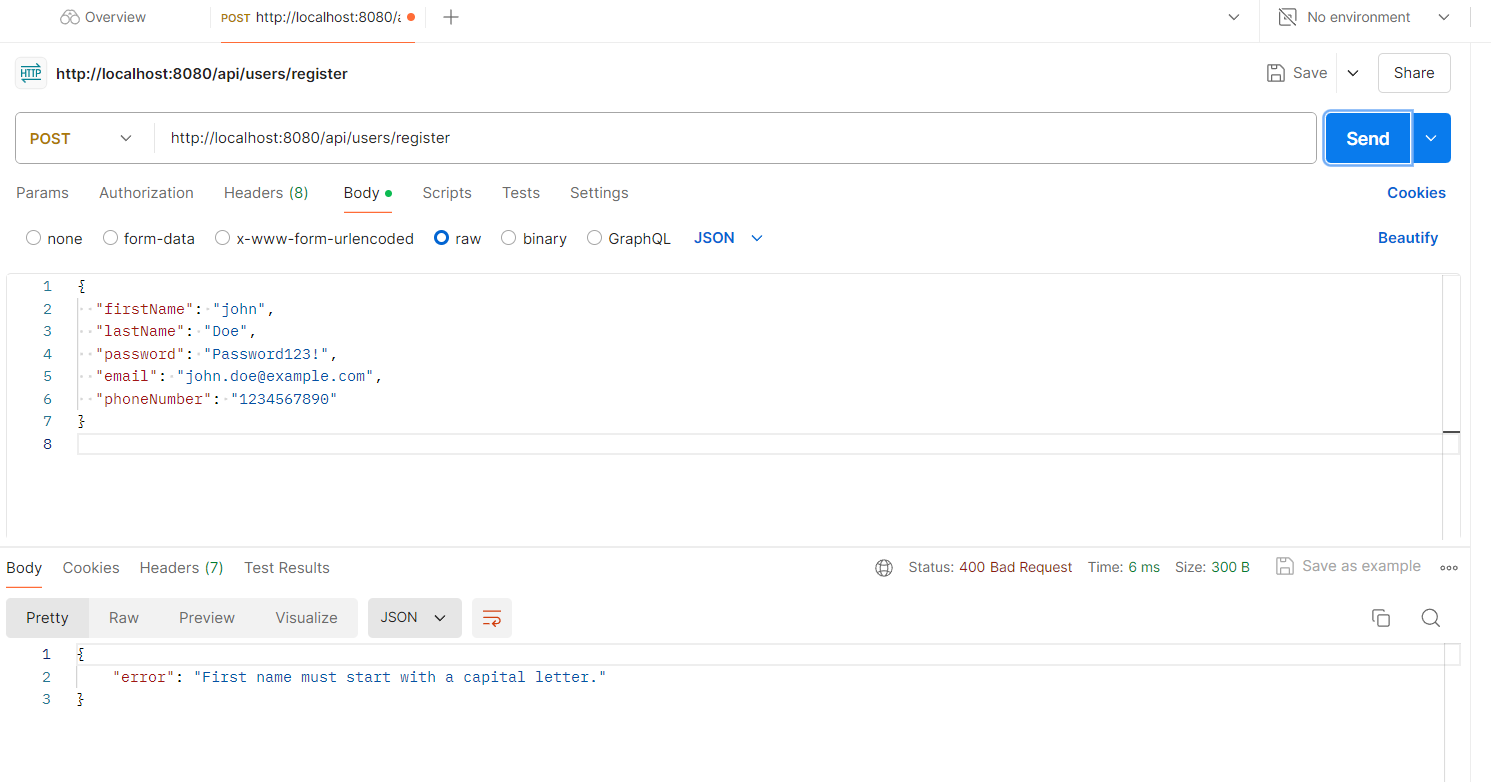 Overview
POST http://localhost:8080/a
No environment
HTTP http://localhost:8080/api/users/register
Save
Share
POST
http://localhost:8080/api/users/register
Send
Params Authorization Headers (8) Body Scripts Tests Settings
Cookies
none form-data x-www-form-urlencoded raw binary GraphQL JSON
Beautify
1 {
2 "firstName": "john",
3 "lastName": "Doe",
4 "password": "Password123!",
5 "email": "john.doe@example.com",
6 "phoneNumber": "1234567890"
7 }
8
Body Cookies Headers (7) Test Results
Status: 400 Bad Request Time: 6 ms Size: 300 B
Save as example
Pretty Raw Preview Visualize JSON
1 {
2 "error": "First name must start with a capital letter."
3 }